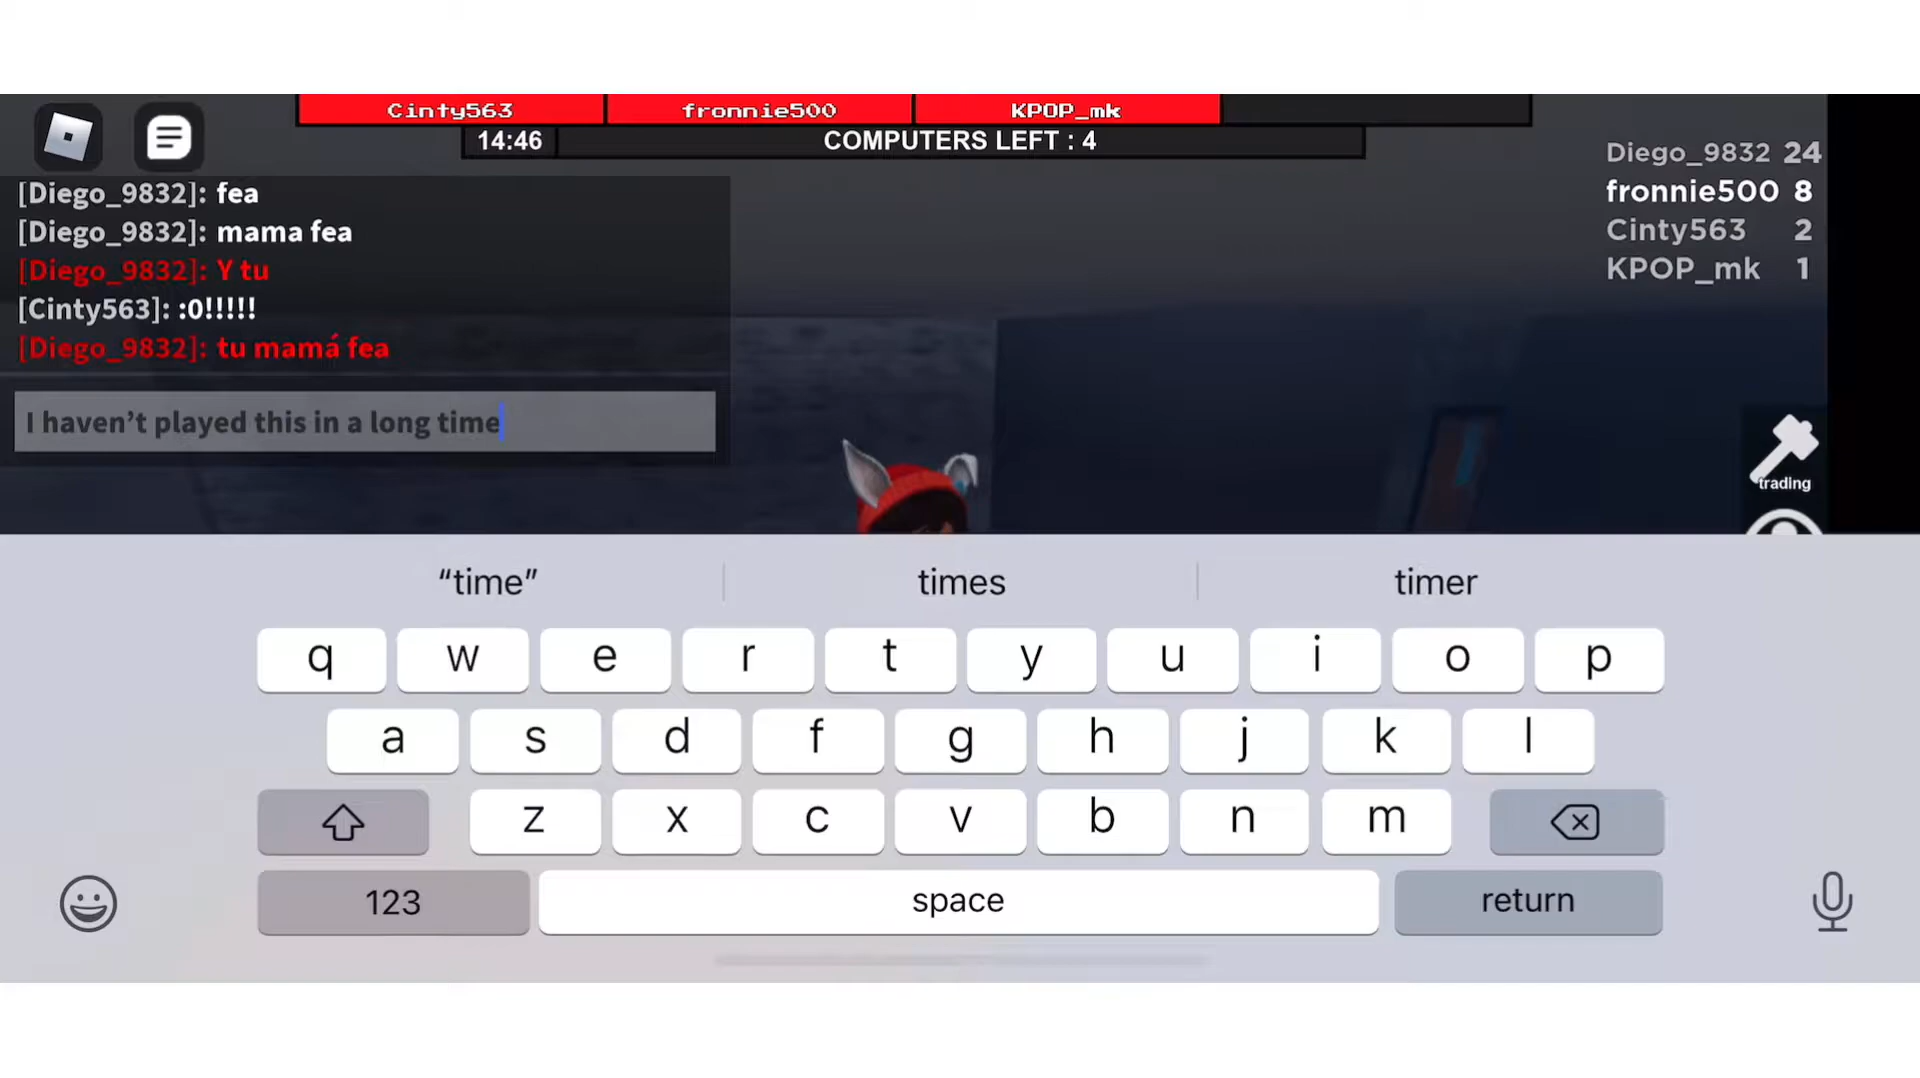 Cinty563 fronnie500 KPOP_mk
14:46 COMPUTERS LEFT : 4
Diego_9832 24
fronnie500 8
Cinty563 2
KPOP_mk 1
[Diego_9832]: fea
[Diego_9832]: mama fea
[Diego_9832]: Y tu
[Cinty563]: :0!!!!!
[Diego_9832]: tu mamá fea
I haven’t played this in a long time
trading
“time” times timer
q w e r t y u i o p
a s d f g h j k l
z x c v b n m
123 space return